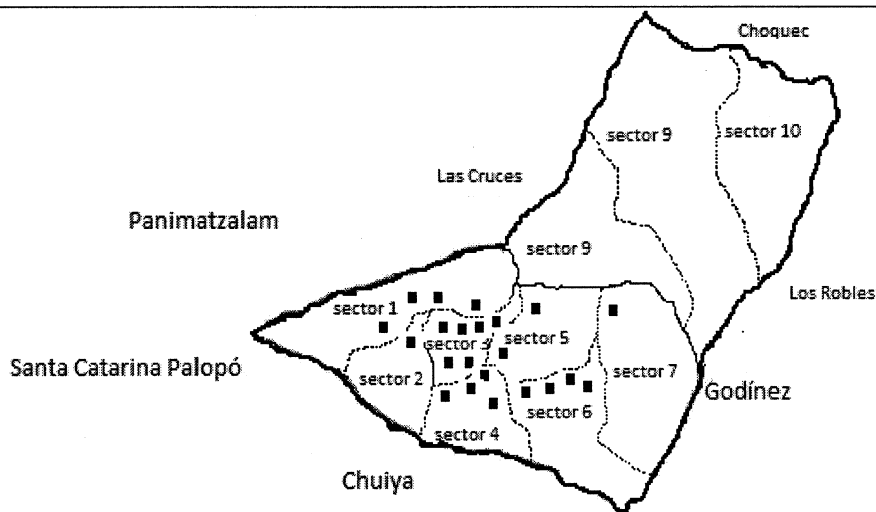 Choquec
sector 9
sector 10
Las Cruces
Panimatzalam
sector 9
Los Robles
sector 1
sector 3
sector 5
Santa Catarina Palopó
sector 2
sector 7
Godínez
sector 6
sector 4
Chuiya